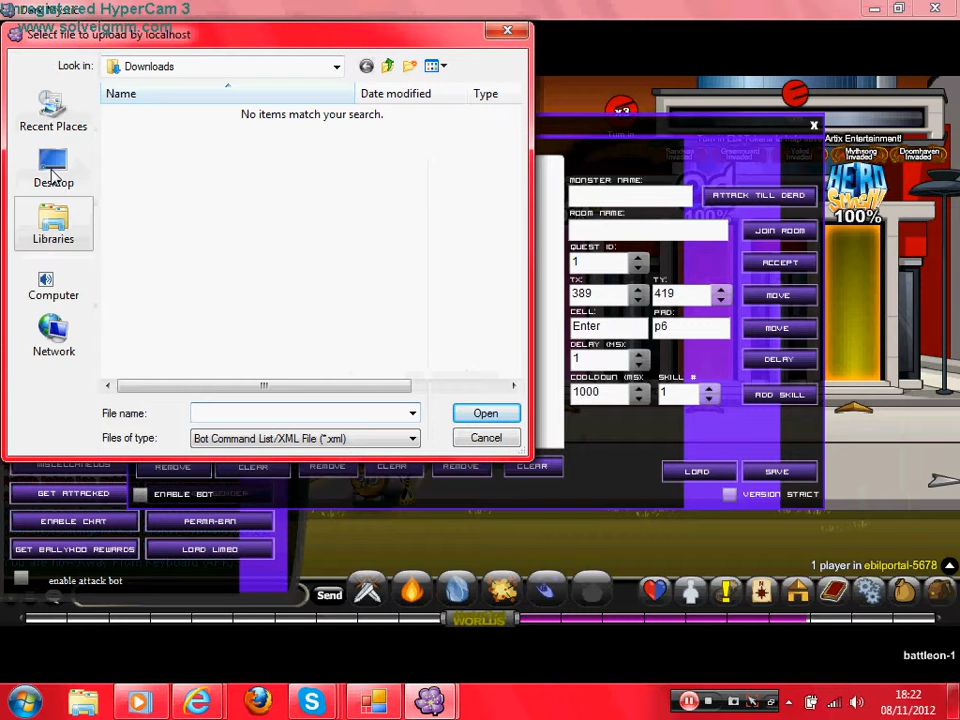 Unregistered HyperCam 3
www.solveigmm.com
Select file to upload by localhost
Look in:
Downloads
Name
Date modified
Type
No items match your search.
Recent Places
Desktop
Libraries
Computer
Network
File name:
Open
Files of type:
Bot Command List/XML File (*.xml)
Cancel
x3
Turn in
X
Artix Entertainment!
Mythsong
Invaded
Doomhaven
Invaded
HERO
SMASH!
100%
MONSTER NAME:
ATTACK TILL DEAD
ROOM NAME:
JOIN ROOM
QUEST ID:
1
ACCEPT
TX:
TY:
389
419
MOVE
CELL:
PAD:
Enter
p6
MOVE
DELAY (MS)
1
DELAY
COOLDOWN (MS)
SKILL #
1000
1
ADD SKILL
MISCELLANEOUS
REMOVE
CLEAR
REMOVE
CLEAR
REMOVE
CLEAR
LOAD
SAVE
GET ATTACKED
ENABLE BOT
VERSION STRICT
ENABLE CHAT
PERMA-BAN
GET BALLYHOO REWARDS
LOAD LIMBO
enable attack bot
1 player in ebilportal-5678
Send
WORLDS
battleon-1
18:22
08/11/2012